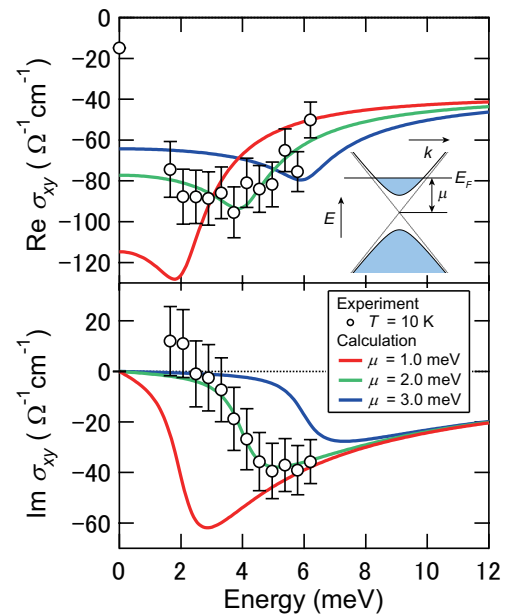 0
-20
-40
-60
-80
-100
-120
Re σxy ( Ω⁻¹cm⁻¹)
k
E_F
μ
E
20
0
-20
-40
-60
Im σxy ( Ω⁻¹cm⁻¹)
Experiment
T = 10 K
Calculation
μ = 1.0 meV
μ = 2.0 meV
μ = 3.0 meV
0 2 4 6 8 10 12
Energy (meV)